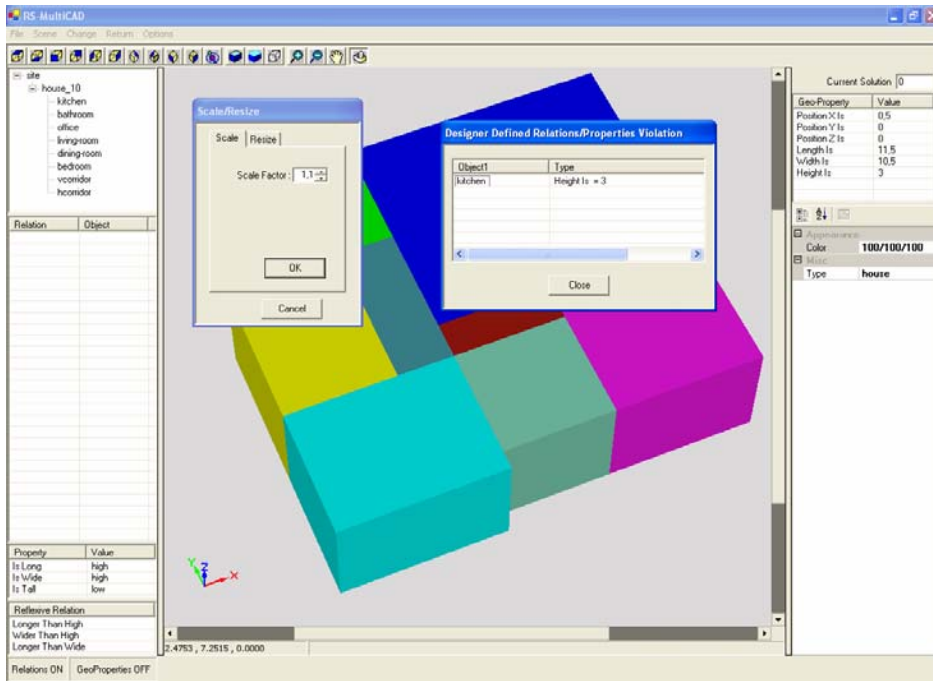 RS-MultiCAD
File Scene Change Return Options
site
house_10
kitchen
bathroom
office
living-room
dining-room
bedroom
vcorridor
hcorridor
Relation Object
Property Value
Is Long high
Is Wide high
Is Tall low
Reflexive Relation
Longer Than High
Wider Than High
Longer Than Wide
Relations ON GeoProperties OFF
Scale/Resize
Scale Resize
Scale Factor : 1,1
OK
Cancel
Designer Defined Relations/Properties Violation
Object1 Type
kitchen Height Is = 3
Close
Y Z X
2.4753 , 7.2515 , 0.0000
Current Solution 0
Geo-Property Value
Position X Is 0,5
Position Y Is 0
Position Z Is 0
Length Is 11,5
Width Is 10,5
Height Is 3
Appearance
Color 100/100/100
Misc
Type house